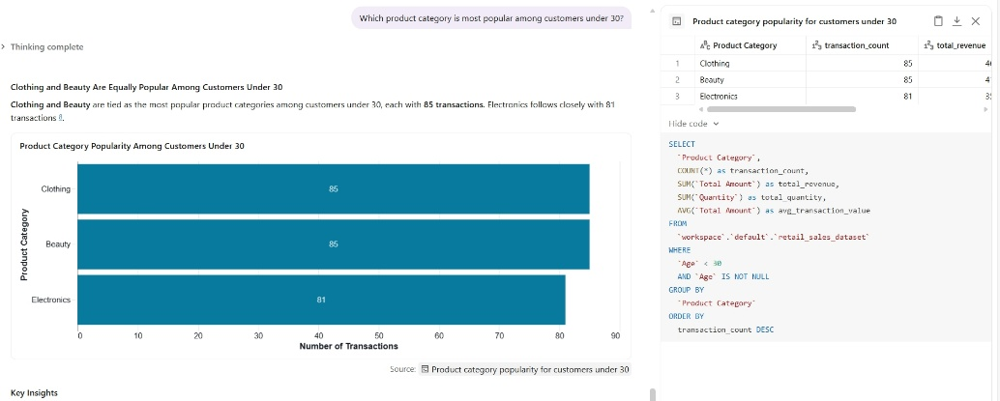 Which product category is most popular among customers under 30?
Thinking complete
Clothing and Beauty Are Equally Popular Among Customers Under 30
Clothing and Beauty are tied as the most popular product categories among customers under 30, each with 85 transactions. Electronics follows closely with 81
transactions
Product Category Popularity Among Customers Under 30
Product Category
Clothing
85
Beauty
85
Electronics
81
0 10 20 30 40 50 60 70 80 90
Number of Transactions
Source: Product category popularity for customers under 30
Key Insights
Product category popularity for customers under 30
Product Category transaction_count total_revenue
1 Clothing 85
2 Beauty 85
3 Electronics 81
Hide code
SELECT
`Product Category`,
COUNT(*) as transaction_count,
SUM(`Total Amount`) as total_revenue,
SUM(`Quantity`) as total_quantity,
AVG(`Total Amount`) as avg_transaction_value
FROM
`workspace`.`default`.`retail_sales_dataset`
WHERE
`Age` < 30
AND `Age` IS NOT NULL
GROUP BY
`Product Category`
ORDER BY
transaction_count DESC